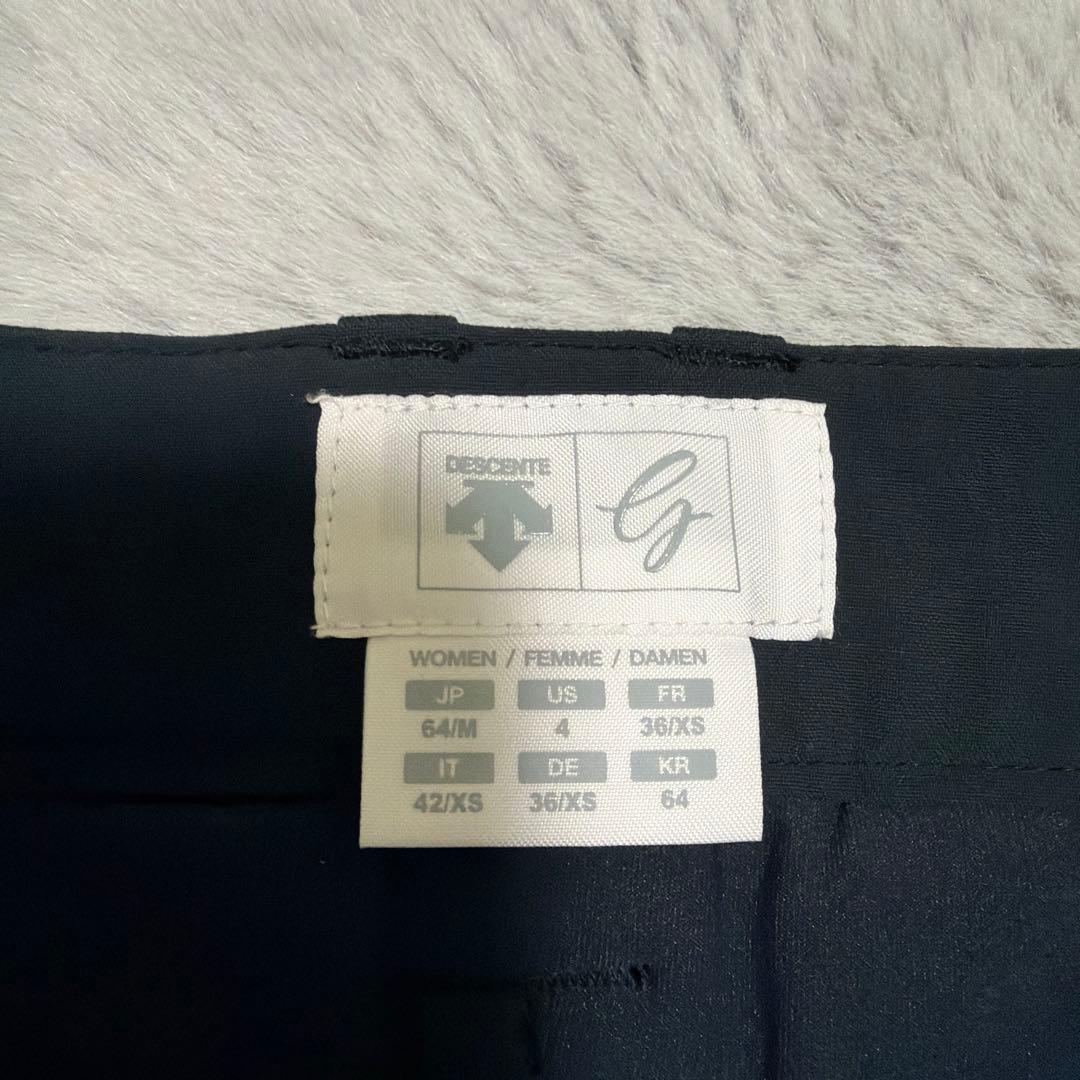 DESCENTE
G
WOMEN / FEMME / DAMEN
JP US FR
64/M 4 36/XS
IT DE KR
42/XS 36/XS 64